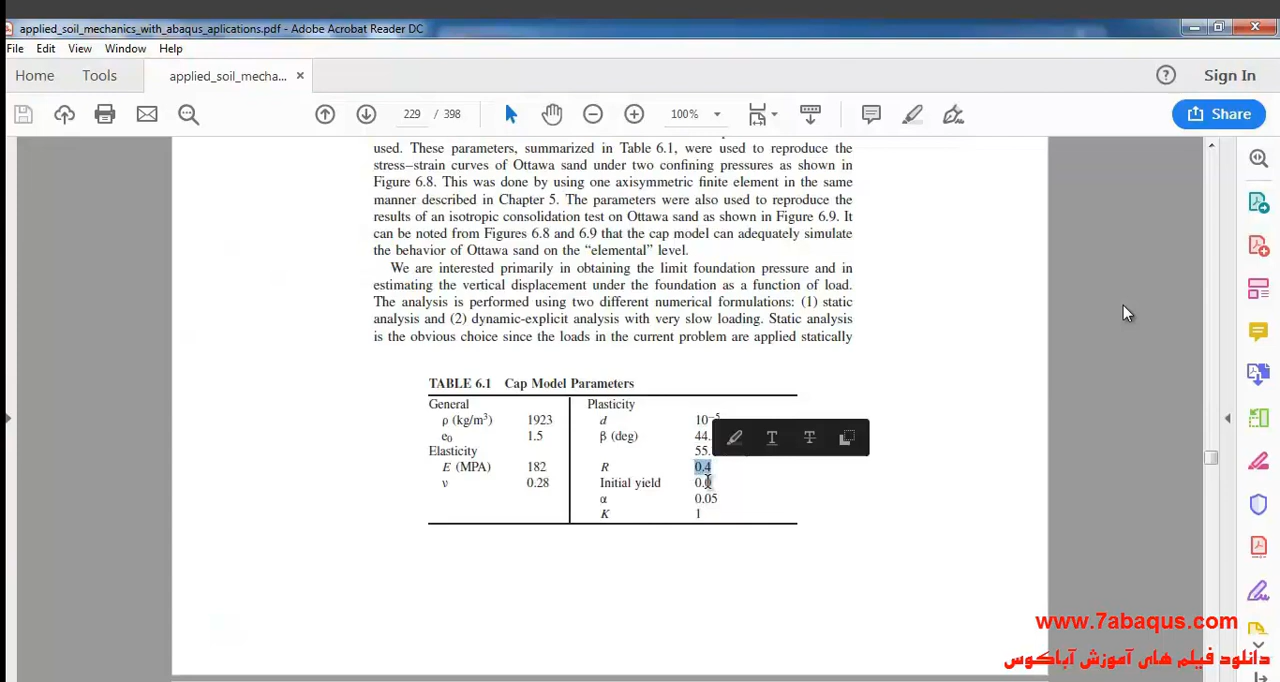 applied_soil_mechanics_with_abaqus_aplications.pdf - Adobe Acrobat Reader DC
File Edit View Window Help
Home Tools applied_soil_mecha... × Sign In
229 / 398 100% Share
used. These parameters, summarized in Table 6.1, were used to reproduce the
stress–strain curves of Ottawa sand under two confining pressures as shown in
Figure 6.8. This was done by using one axisymmetric finite element in the same
manner described in Chapter 5. The parameters were also used to reproduce the
results of an isotropic consolidation test on Ottawa sand as shown in Figure 6.9. It
can be noted from Figures 6.8 and 6.9 that the cap model can adequately simulate
the behavior of Ottawa sand on the “elemental” level.
We are interested primarily in obtaining the limit foundation pressure and in
estimating the vertical displacement under the foundation as a function of load.
The analysis is performed using two different numerical formulations: (1) static
analysis and (2) dynamic-explicit analysis with very slow loading. Static analysis
is the obvious choice since the loads in the current problem are applied statically
TABLE 6.1 Cap Model Parameters
General Plasticity
ρ (kg/m³) 1923 d 10⁻⁵
e₀ 1.5 β (deg) 44.
Elasticity 55.
E (MPA) 182 R 0.4
ν 0.28 Initial yield 0.
α 0.05
K 1
www.7abaqus.com
دانلود فیلم های آموزش آباکوس